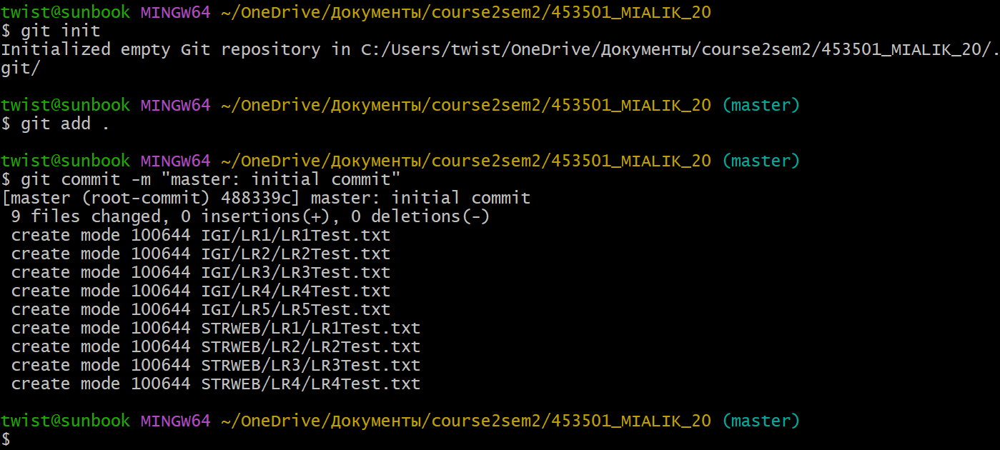 twist@sunbook MINGW64 ~/OneDrive/Документы/course2sem2/453501_MIALIK_20
$ git init
Initialized empty Git repository in C:/Users/twist/OneDrive/Документы/course2sem2/453501_MIALIK_20/.
git/
twist@sunbook MINGW64 ~/OneDrive/Документы/course2sem2/453501_MIALIK_20 (master)
$ git add .
twist@sunbook MINGW64 ~/OneDrive/Документы/course2sem2/453501_MIALIK_20 (master)
$ git commit -m "master: initial commit"
[master (root-commit) 488339c] master: initial commit
 9 files changed, 0 insertions(+), 0 deletions(-)
 create mode 100644 IGI/LR1/LR1Test.txt
 create mode 100644 IGI/LR2/LR2Test.txt
 create mode 100644 IGI/LR3/LR3Test.txt
 create mode 100644 IGI/LR4/LR4Test.txt
 create mode 100644 IGI/LR5/LR5Test.txt
 create mode 100644 STRWEB/LR1/LR1Test.txt
 create mode 100644 STRWEB/LR2/LR2Test.txt
 create mode 100644 STRWEB/LR3/LR3Test.txt
 create mode 100644 STRWEB/LR4/LR4Test.txt
twist@sunbook MINGW64 ~/OneDrive/Документы/course2sem2/453501_MIALIK_20 (master)
$